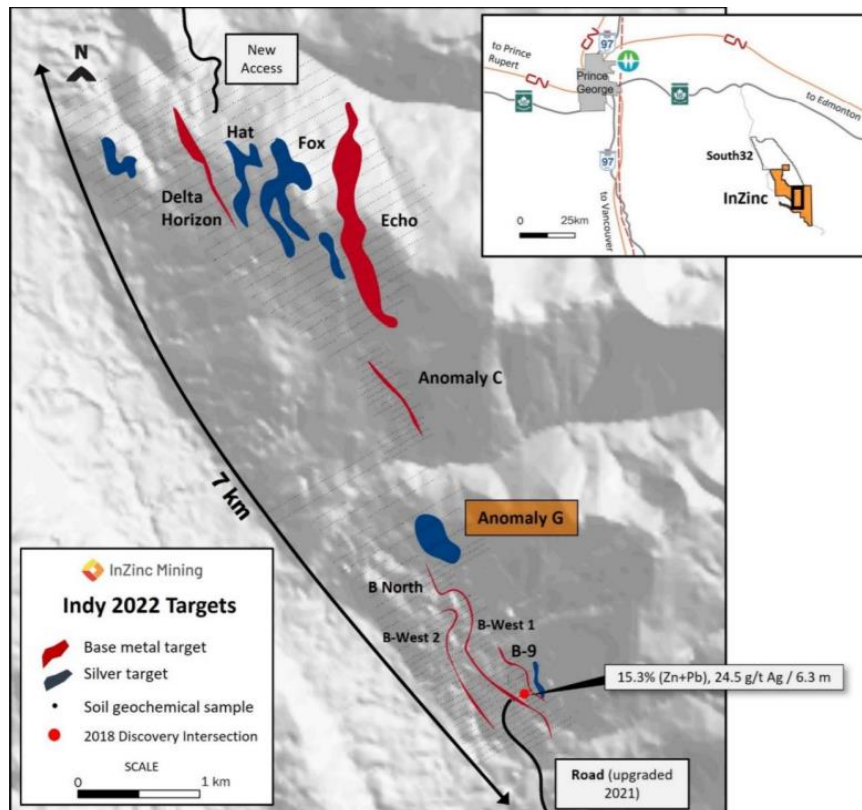 N
New
Access
Hat
Fox
Delta
Horizon
Echo
Anomaly C
7 km
Anomaly G
B North
B-West 1
B-West 2
B-9
15.3% (Zn+Pb), 24.5 g/t Ag / 6.3 m
Road (upgraded
2021)
InZinc Mining
Indy 2022 Targets
Base metal target
Silver target
Soil geochemical sample
2018 Discovery Intersection
SCALE
0
1 km
to Prince
Rupert
CN
97
CN
Prince
George
to Edmonton
97
South32
InZinc
to Vancouver
0
25km